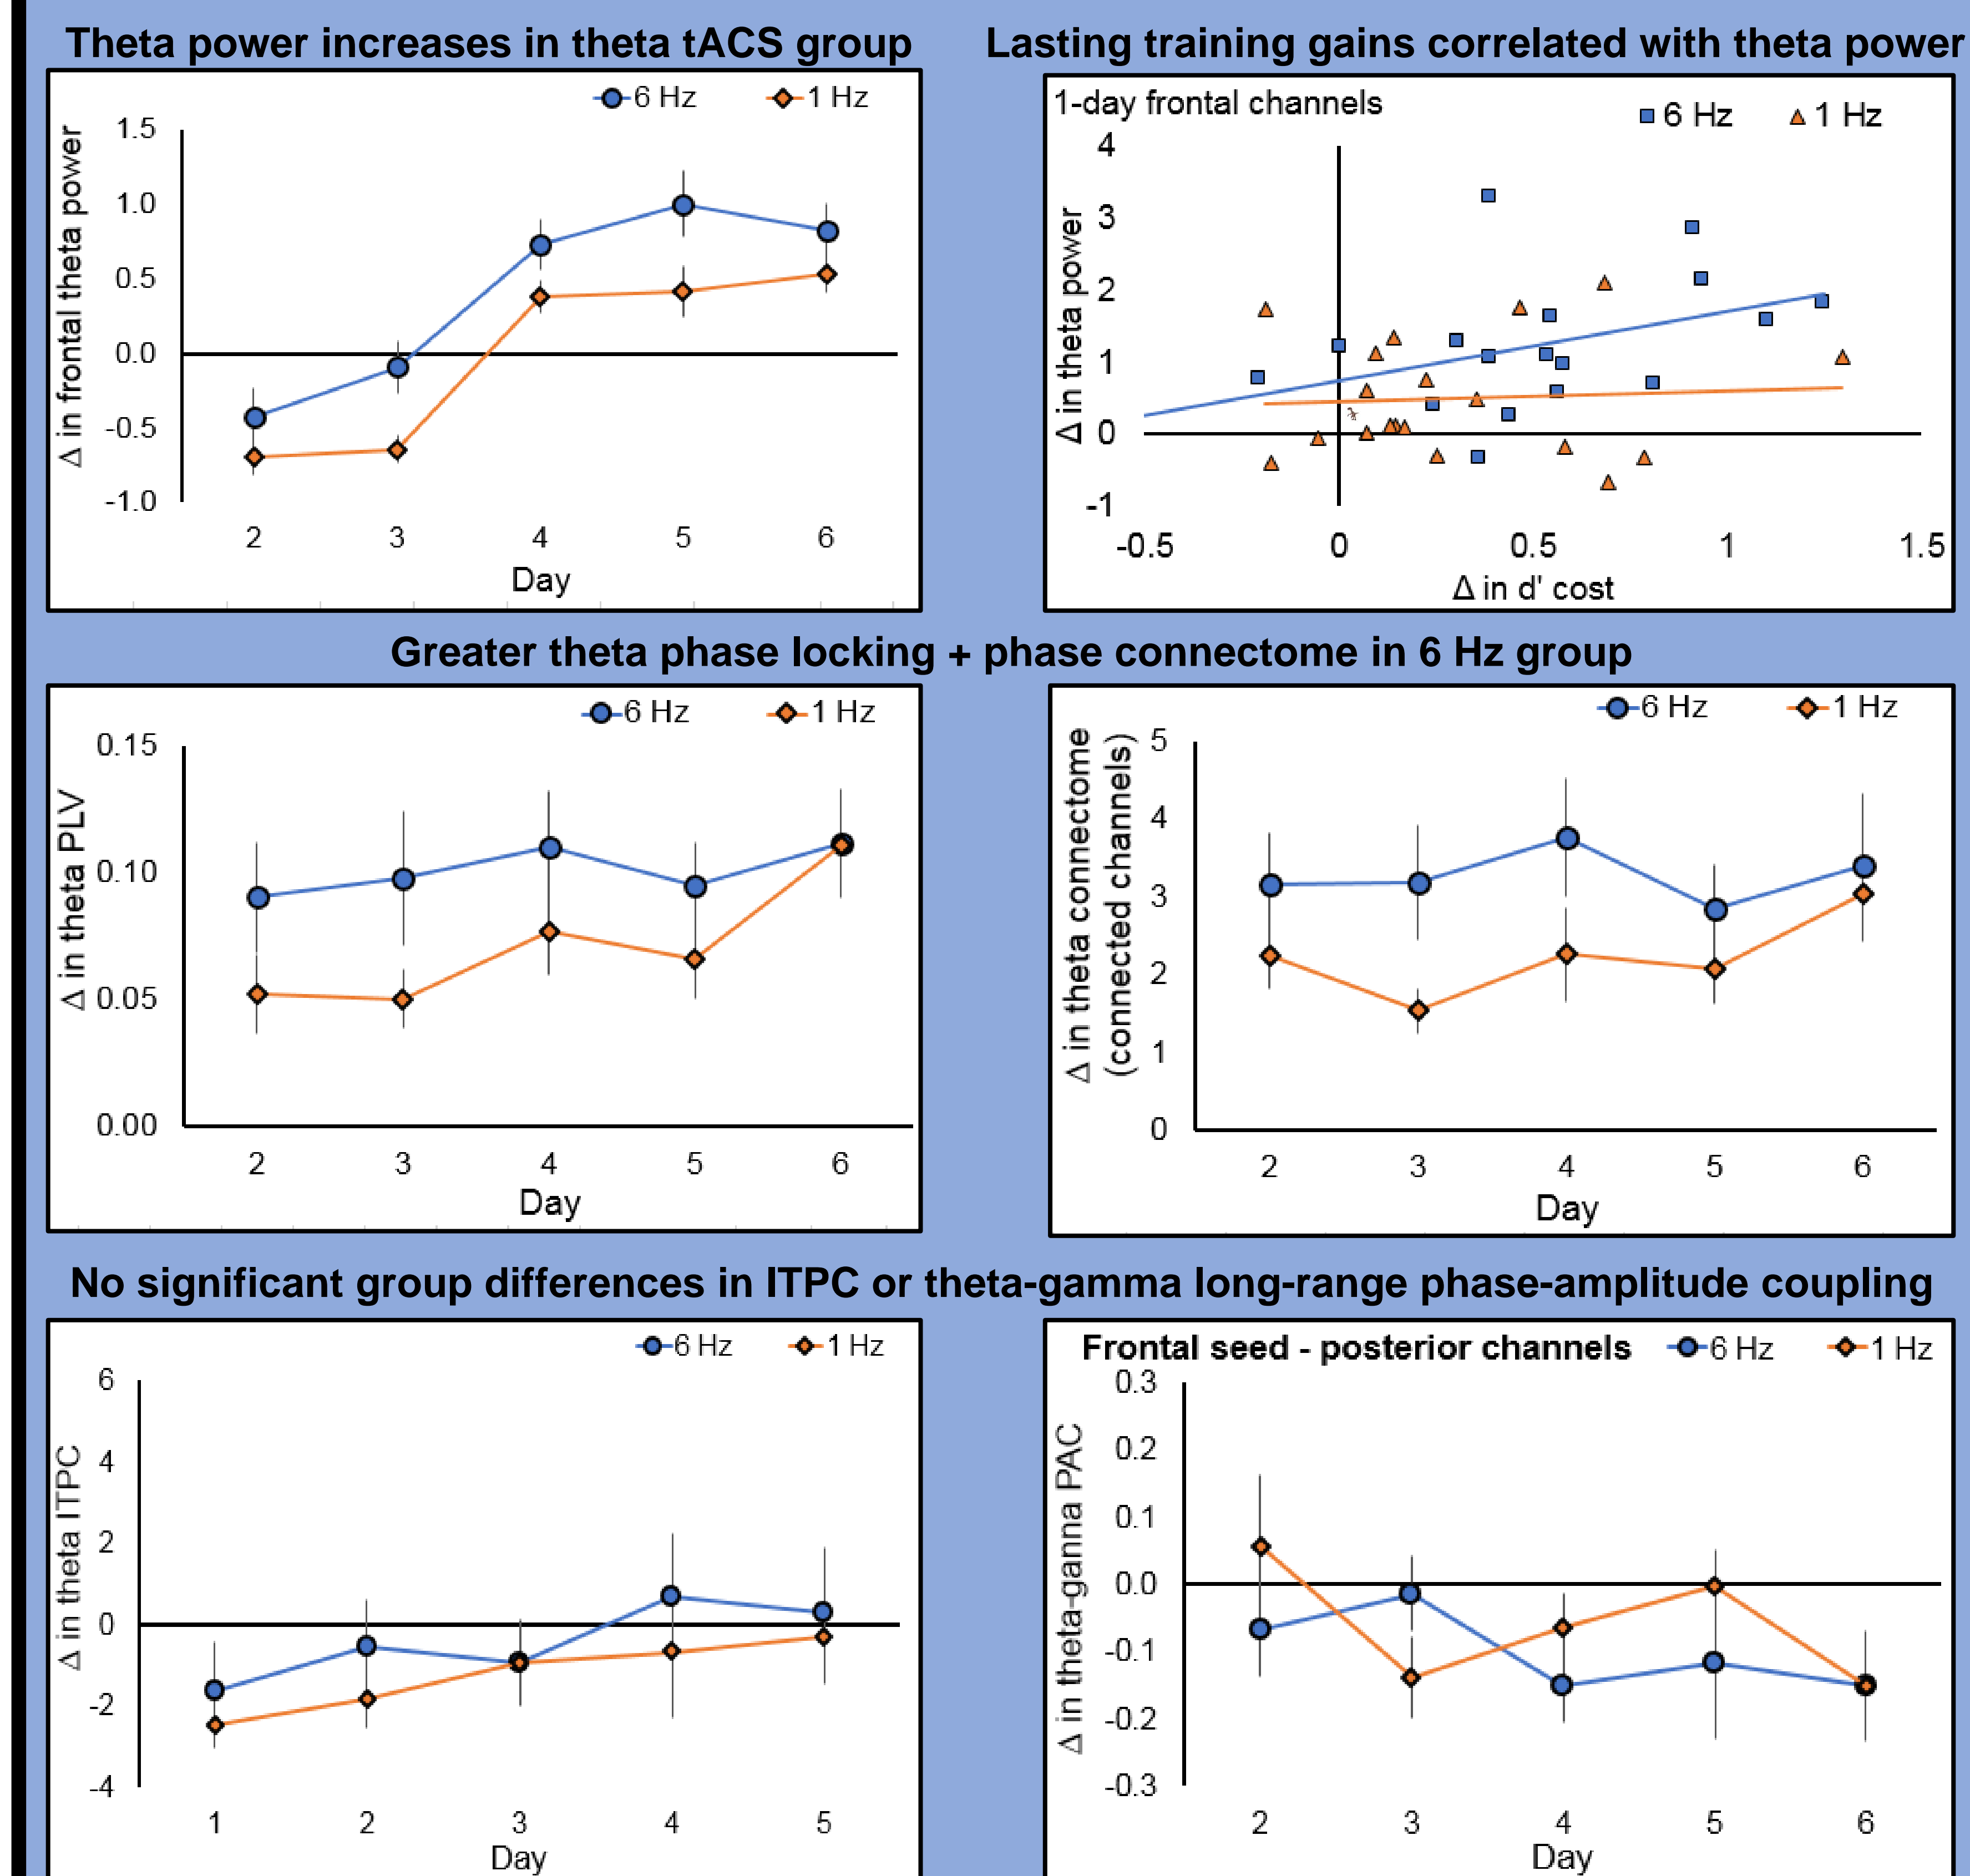 Theta power increases in theta tACS group
6 Hz
1 Hz
Δ in frontal theta power
1.5
1.0
0.5
0.0
-0.5
-1.0
2
3
4
5
6
Day
Lasting training gains correlated with theta power
1-day frontal channels
6 Hz
1 Hz
Δ in theta power
4
3
2
1
0
-1
-0.5
0
0.5
1
1.5
Δ in d' cost
Greater theta phase locking + phase connectome in 6 Hz group
6 Hz
1 Hz
Δ in theta PLV
0.15
0.10
0.05
0.00
2
3
4
5
6
Day
6 Hz
1 Hz
Δ in theta connectome
(connected channels)
5
4
3
2
1
0
2
3
4
5
6
Day
No significant group differences in ITPC or theta-gamma long-range phase-amplitude coupling
6 Hz
1 Hz
Δ in theta ITPC
6
4
2
0
-2
-4
1
2
3
4
5
Day
Frontal seed - posterior channels
6 Hz
1 Hz
Δ in theta-ganna PAC
0.3
0.2
0.1
0.0
-0.1
-0.2
-0.3
2
3
4
5
6
Day